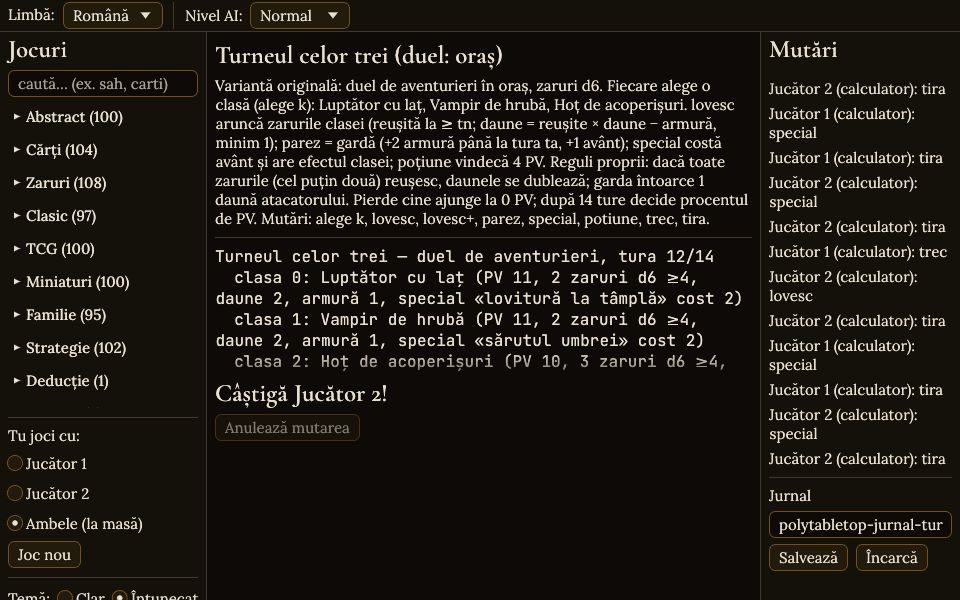 Limbă: Română ▼ Nivel AI: Normal ▼
Jocuri
caută... (ex. sah, carti)
▸ Abstract (100)
▸ Cărți (104)
▸ Zaruri (108)
▸ Clasic (97)
▸ TCG (100)
▸ Miniaturi (100)
▸ Familie (95)
▸ Strategie (102)
▸ Deducție (1)
Tu joci cu:
Jucător 1
Jucător 2
Ambele (la masă)
Joc nou
Temă: Clar Întunecat
Turneul celor trei (duel: oraș)
Variantă originală: duel de aventurieri în oraș, zaruri d6. Fiecare alege o
clasă (alege k): Luptător cu laț, Vampir de hrubă, Hoț de acoperișuri. lovesc
aruncă zarurile clasei (reușită la ≥ tn; daune = reușite × daune − armură,
minim 1); parez = gardă (+2 armură până la tura ta, +1 avânt); special costă
avânt și are efectul clasei; poțiune vindecă 4 PV. Reguli proprii: dacă toate
zarurile (cel puțin două) reușesc, daunele se dublează; garda întoarce 1
daună atacatorului. Pierde cine ajunge la 0 PV; după 14 ture decide procentul
de PV. Mutări: alege k, lovesc, lovesc+, parez, special, potiune, trec, tira.
Turneul celor trei — duel de aventurieri, tura 12/14
clasa 0: Luptător cu laț (PV 11, 2 zaruri d6 ≥4,
daune 2, armură 1, special «lovitură la tâmplă» cost 2)
clasa 1: Vampir de hrubă (PV 11, 2 zaruri d6 ≥4,
daune 2, armură 1, special «sărutul umbrei» cost 2)
clasa 2: Hoț de acoperișuri (PV 10, 3 zaruri d6 ≥4,
Câștigă Jucător 2!
Anulează mutarea
Mutări
Jucător 2 (calculator): tira
Jucător 1 (calculator):
special
Jucător 1 (calculator): tira
Jucător 2 (calculator):
special
Jucător 2 (calculator): tira
Jucător 1 (calculator): trec
Jucător 2 (calculator):
lovesc
Jucător 2 (calculator): tira
Jucător 1 (calculator):
special
Jucător 1 (calculator): tira
Jucător 2 (calculator):
special
Jucător 2 (calculator): tira
Jurnal
polytabletop-jurnal-tur
Salvează Încarcă